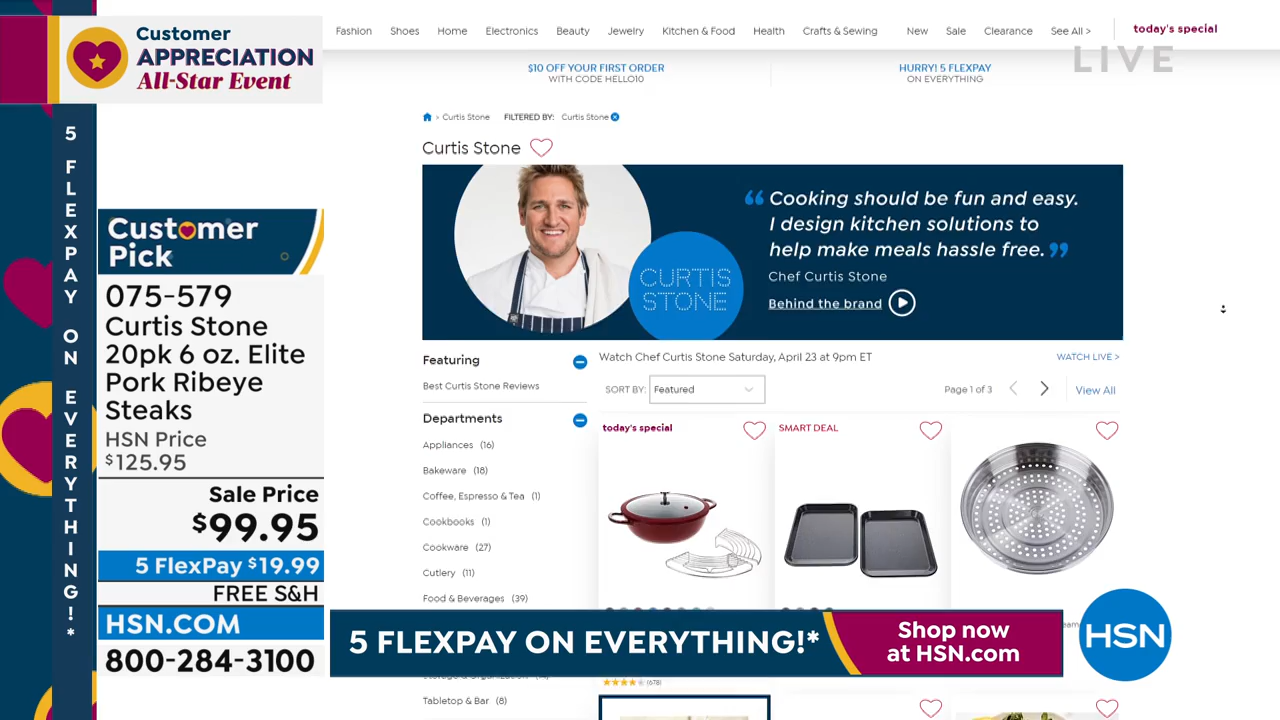 Customer
APPRECIATION
All-Star Event
5 FLEXPAY ON EVERYTHING!*
Customer
Pick
075-579
Curtis Stone
20pk 6 oz. Elite
Pork Ribeye
Steaks
HSN Price
$125.95
Sale Price
$99.95
5 FlexPay $19.99
FREE S&H
HSN.COM
800-284-3100
Fashion Shoes Home Electronics Beauty Jewelry Kitchen & Food Health Crafts & Sewing New Sale Clearance See All > today's special
LIVE
$10 OFF YOUR FIRST ORDER
WITH CODE HELLO10
HURRY! 5 FLEXPAY
ON EVERYTHING
> Curtis Stone FILTERED BY: Curtis Stone
Curtis Stone
CURTIS
STONE
“Cooking should be fun and easy.
I design kitchen solutions to
help make meals hassle free.”
Chef Curtis Stone
Behind the brand
Featuring
Best Curtis Stone Reviews
Departments
Appliances (16)
Bakeware (18)
Coffee, Espresso & Tea (1)
Cookbooks (1)
Cookware (27)
Cutlery (11)
Food & Beverages (39)
Tabletop & Bar (8)
Watch Chef Curtis Stone Saturday, April 23 at 9pm ET WATCH LIVE >
SORT BY: Featured Page 1 of 3 View All
today's special
SMART DEAL
(678)
5 FLEXPAY ON EVERYTHING!*
Shop now
at HSN.com
HSN